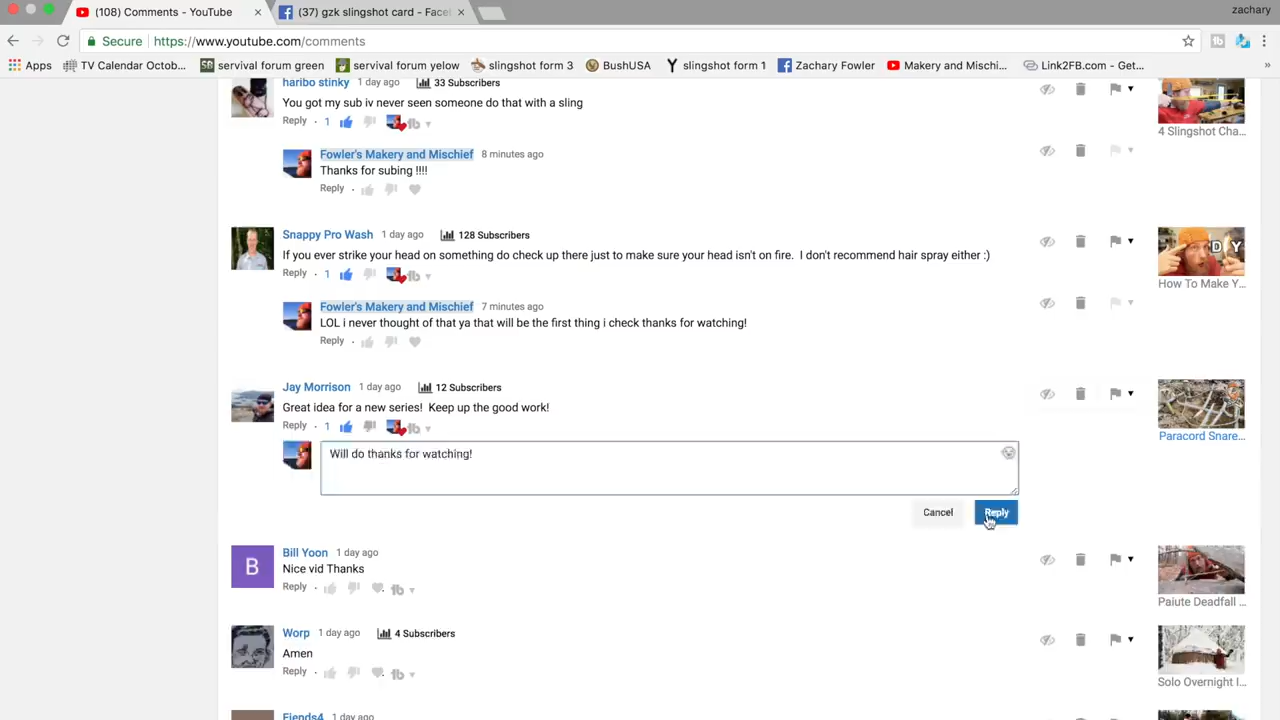 (108) Comments - YouTube
(37) gzk slingshot card - Face
zachary
Secure https://www.youtube.com/comments
Apps TV Calendar Octob... servival forum green servival forum yelow slingshot form 3 BushUSA slingshot form 1 Zachary Fowler Makery and Mischi... Link2FB.com - Get... »
haribo stinky 1 day ago 33 Subscribers
You got my sub iv never seen someone do that with a sling
Reply · 1
4 Slingshot Cha...
Fowler's Makery and Mischief 8 minutes ago
Thanks for subing !!!!
Reply ·
Snappy Pro Wash 1 day ago 128 Subscribers
If you ever strike your head on something do check up there just to make sure your head isn't on fire. I don't recommend hair spray either :)
Reply · 1
DIY
How To Make Y...
Fowler's Makery and Mischief 7 minutes ago
LOL i never thought of that ya that will be the first thing i check thanks for watching!
Reply ·
Jay Morrison 1 day ago 12 Subscribers
Great idea for a new series! Keep up the good work!
Reply · 1
Paracord Snare...
Will do thanks for watching!
Cancel Reply
B
Bill Yoon 1 day ago
Nice vid Thanks
Reply ·
Paiute Deadfall ...
Worp 1 day ago 4 Subscribers
Amen
Reply ·
Solo Overnight I...
Fiends4 1 day ago